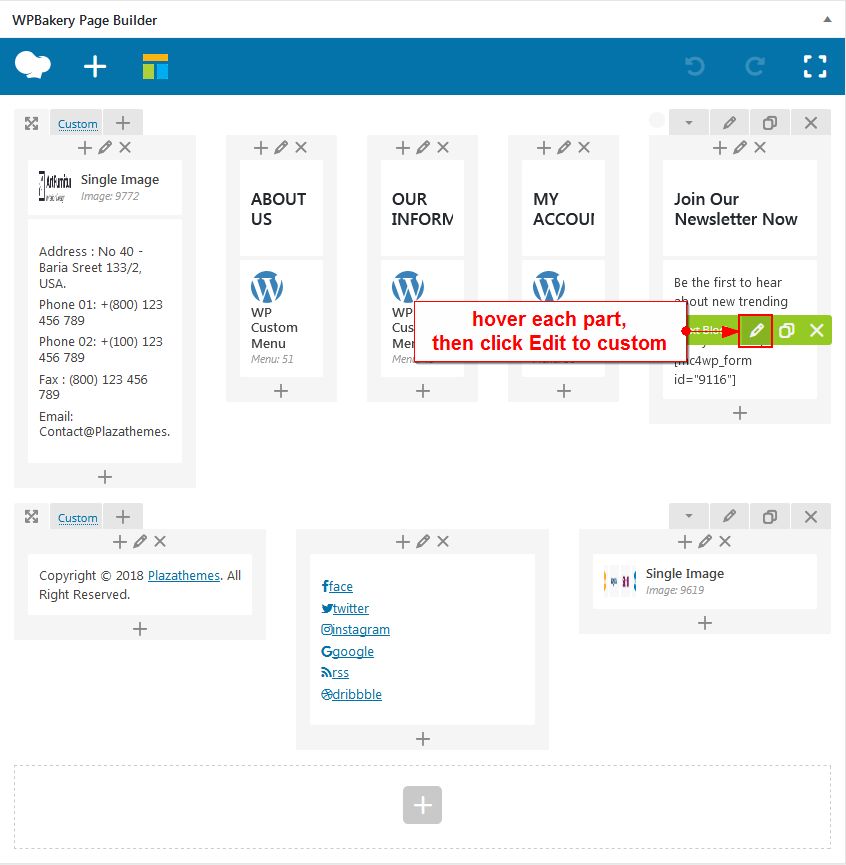 WPBakery Page Builder
Custom
Single Image
Image: 9772
Address : No 40 -
Baria Sreet 133/2,
USA.
Phone 01: +(800) 123
456 789
Phone 02: +(100) 123
456 789
Fax : (800) 123 456
789
Email:
Contact@Plazathemes.
ABOUT
US
WP
Custom
Menu
Menu: 51
OUR
INFORM
WP
MY
ACCOU
Join Our
Newsletter Now
Be the first to hear
about new trending
hover each part,
then click Edit to custom
[mc4wp_form
id="9116"]
Custom
Copyright © 2018 Plazathemes. All
Right Reserved.
face
twitter
instagram
google
rss
dribbble
Single Image
Image: 9619